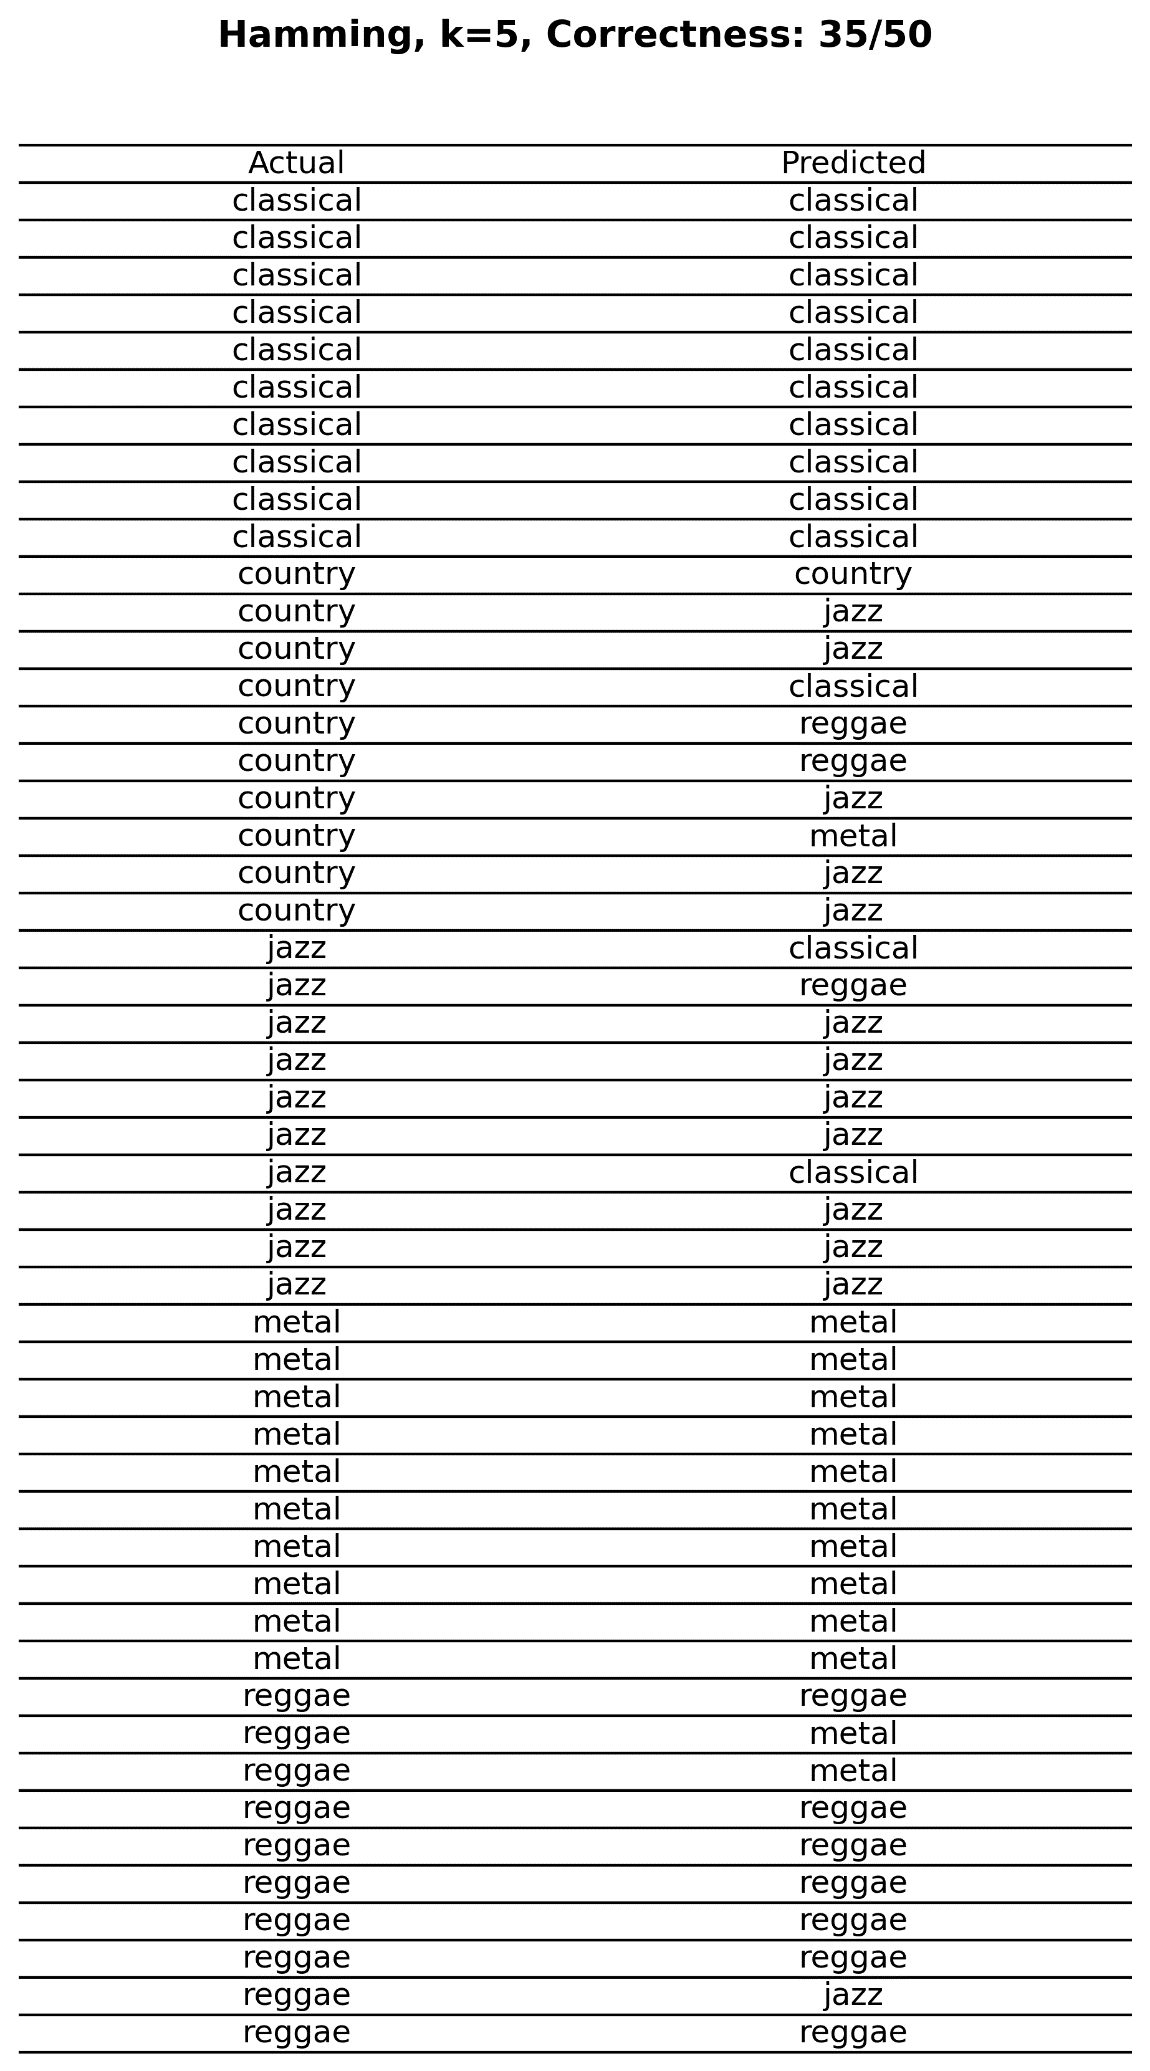 Hamming, k=5, Correctness: 35/50
Actual Predicted
classical classical
classical classical
classical classical
classical classical
classical classical
classical classical
classical classical
classical classical
classical classical
classical classical
country country
country jazz
country jazz
country classical
country reggae
country reggae
country jazz
country metal
country jazz
country jazz
jazz classical
jazz reggae
jazz jazz
jazz jazz
jazz jazz
jazz jazz
jazz classical
jazz jazz
jazz jazz
jazz jazz
metal metal
metal metal
metal metal
metal metal
metal metal
metal metal
metal metal
metal metal
metal metal
metal metal
reggae reggae
reggae metal
reggae metal
reggae reggae
reggae reggae
reggae reggae
reggae reggae
reggae reggae
reggae jazz
reggae reggae